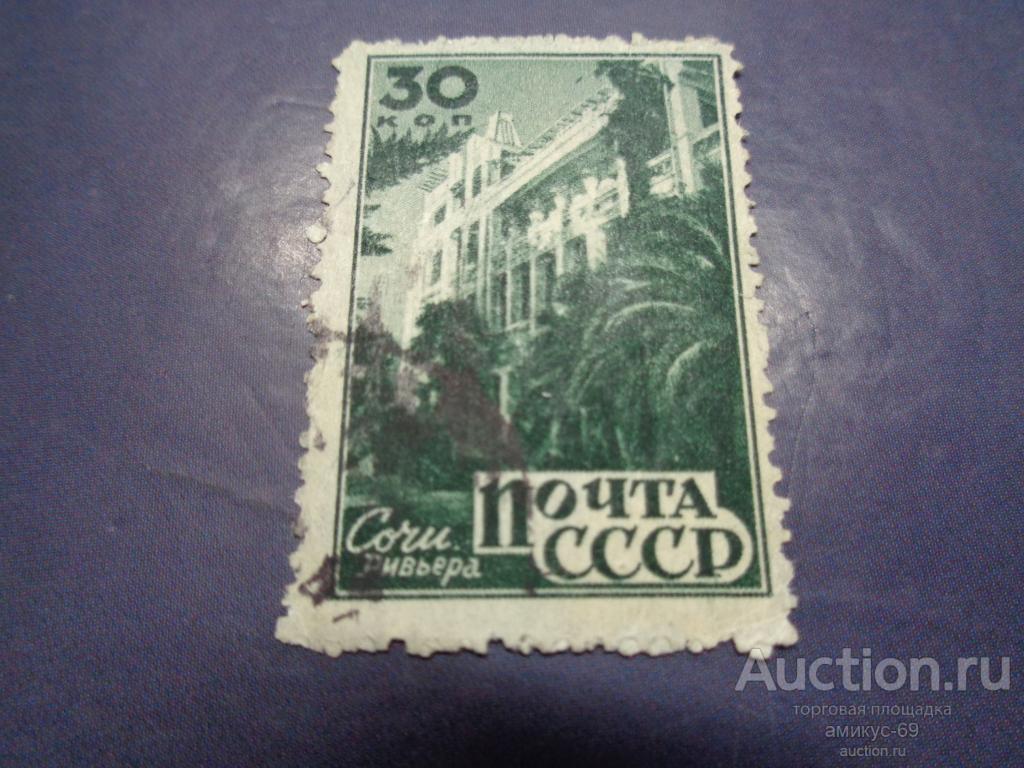 30
коп
Сочи.
Ривьера
ПОЧТА
СССР
Auction.ru
торговая площадка
амикус-69
auction.ru